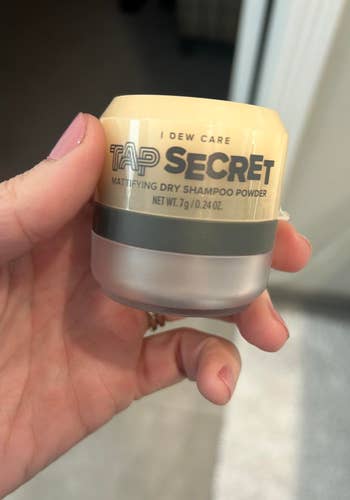 I DEW CARE
TAP SECRET
MATTIFYING DRY SHAMPOO POWDER
NET WT. 7g / 0.24 OZ.